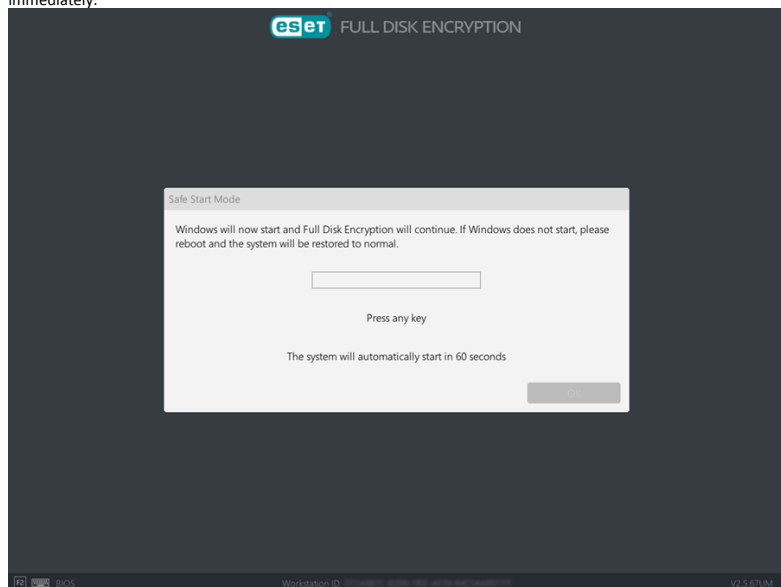 immediately.
eset FULL DISK ENCRYPTION
Safe Start Mode
Windows will now start and Full Disk Encryption will continue. If Windows does not start, please
reboot and the system will be restored to normal.
Press any key
The system will automatically start in 60 seconds
OK
F2 BIOS Workstation ID: V2.5.67UM